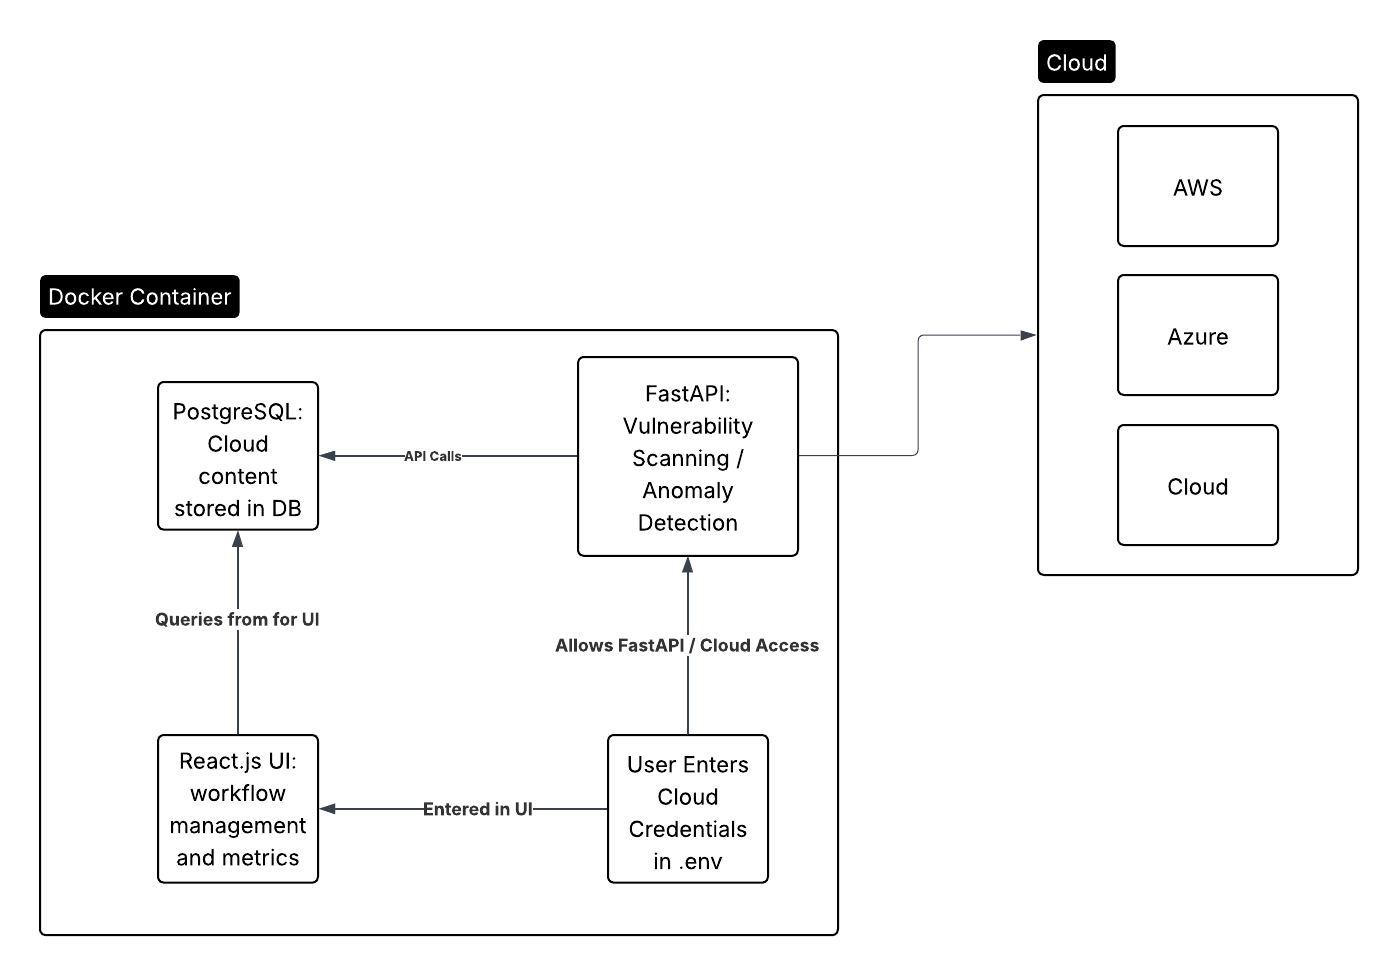 Cloud
AWS
Azure
Cloud
Docker Container
PostgreSQL:
Cloud
content
stored in DB
API Calls
FastAPI:
Vulnerability
Scanning /
Anomaly
Detection
Queries from for UI
Allows FastAPI / Cloud Access
React.js UI:
workflow
management
and metrics
Entered in UI
User Enters
Cloud
Credentials
in .env